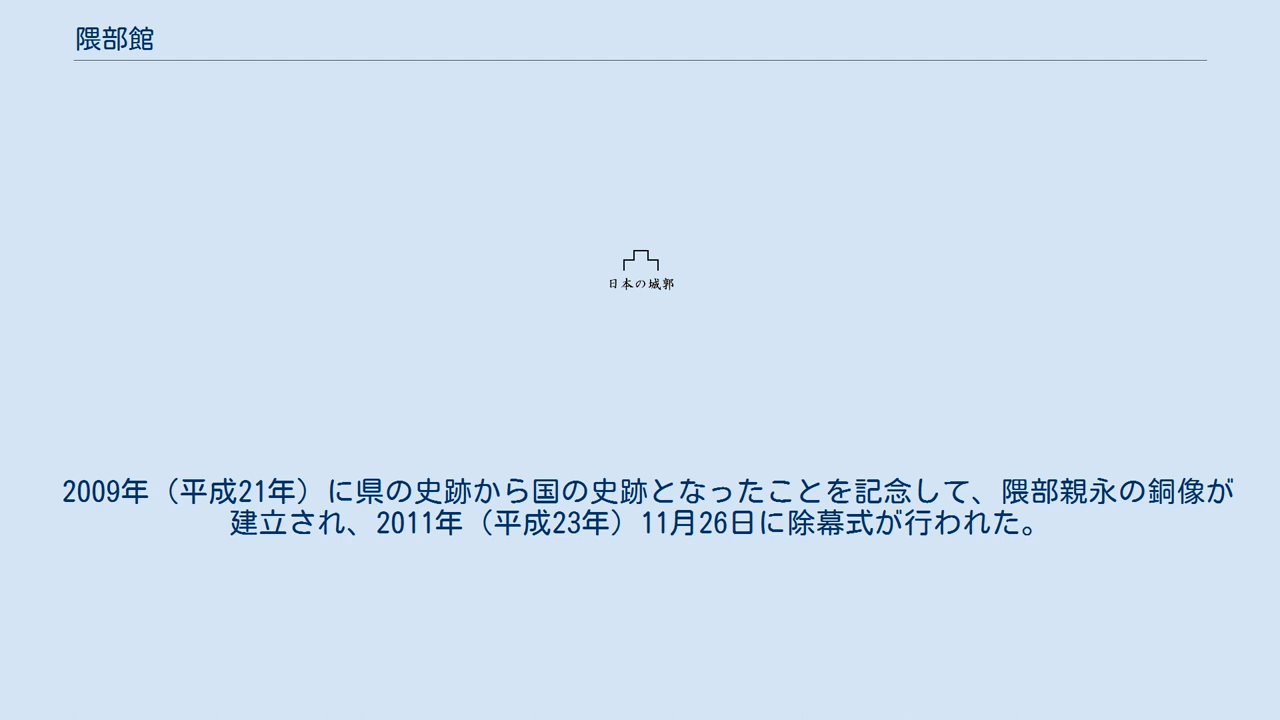 隈部館
日本の城郭
2009年（平成21年）に県の史跡から国の史跡となったことを記念して、隈部親永の銅像が
建立され、2011年（平成23年）11月26日に除幕式が行われた。